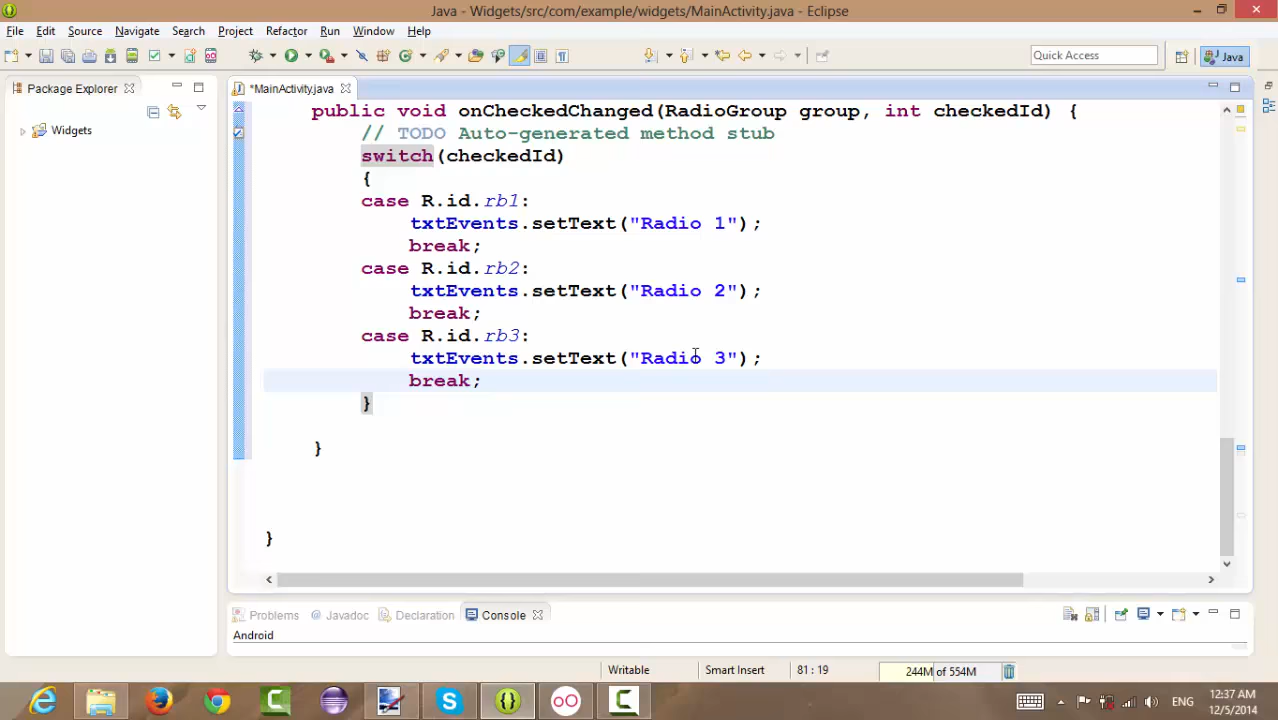 Java - Widgets/src/com/example/widgets/MainActivity.java - Eclipse
File Edit Source Navigate Search Project Refactor Run Window Help
Quick Access
Java
Package Explorer
*MainActivity.java
Widgets
public void onCheckedChanged(RadioGroup group, int checkedId) {
// TODO Auto-generated method stub
switch(checkedId)
{
case R.id.rb1:
txtEvents.setText("Radio 1");
break;
case R.id.rb2:
txtEvents.setText("Radio 2");
break;
case R.id.rb3:
txtEvents.setText("Radio 3");
break;
}
}
}
Problems Javadoc Declaration Console
Android
Writable Smart Insert 81 : 19 244M of 554M
ENG
12:37 AM
12/5/2014